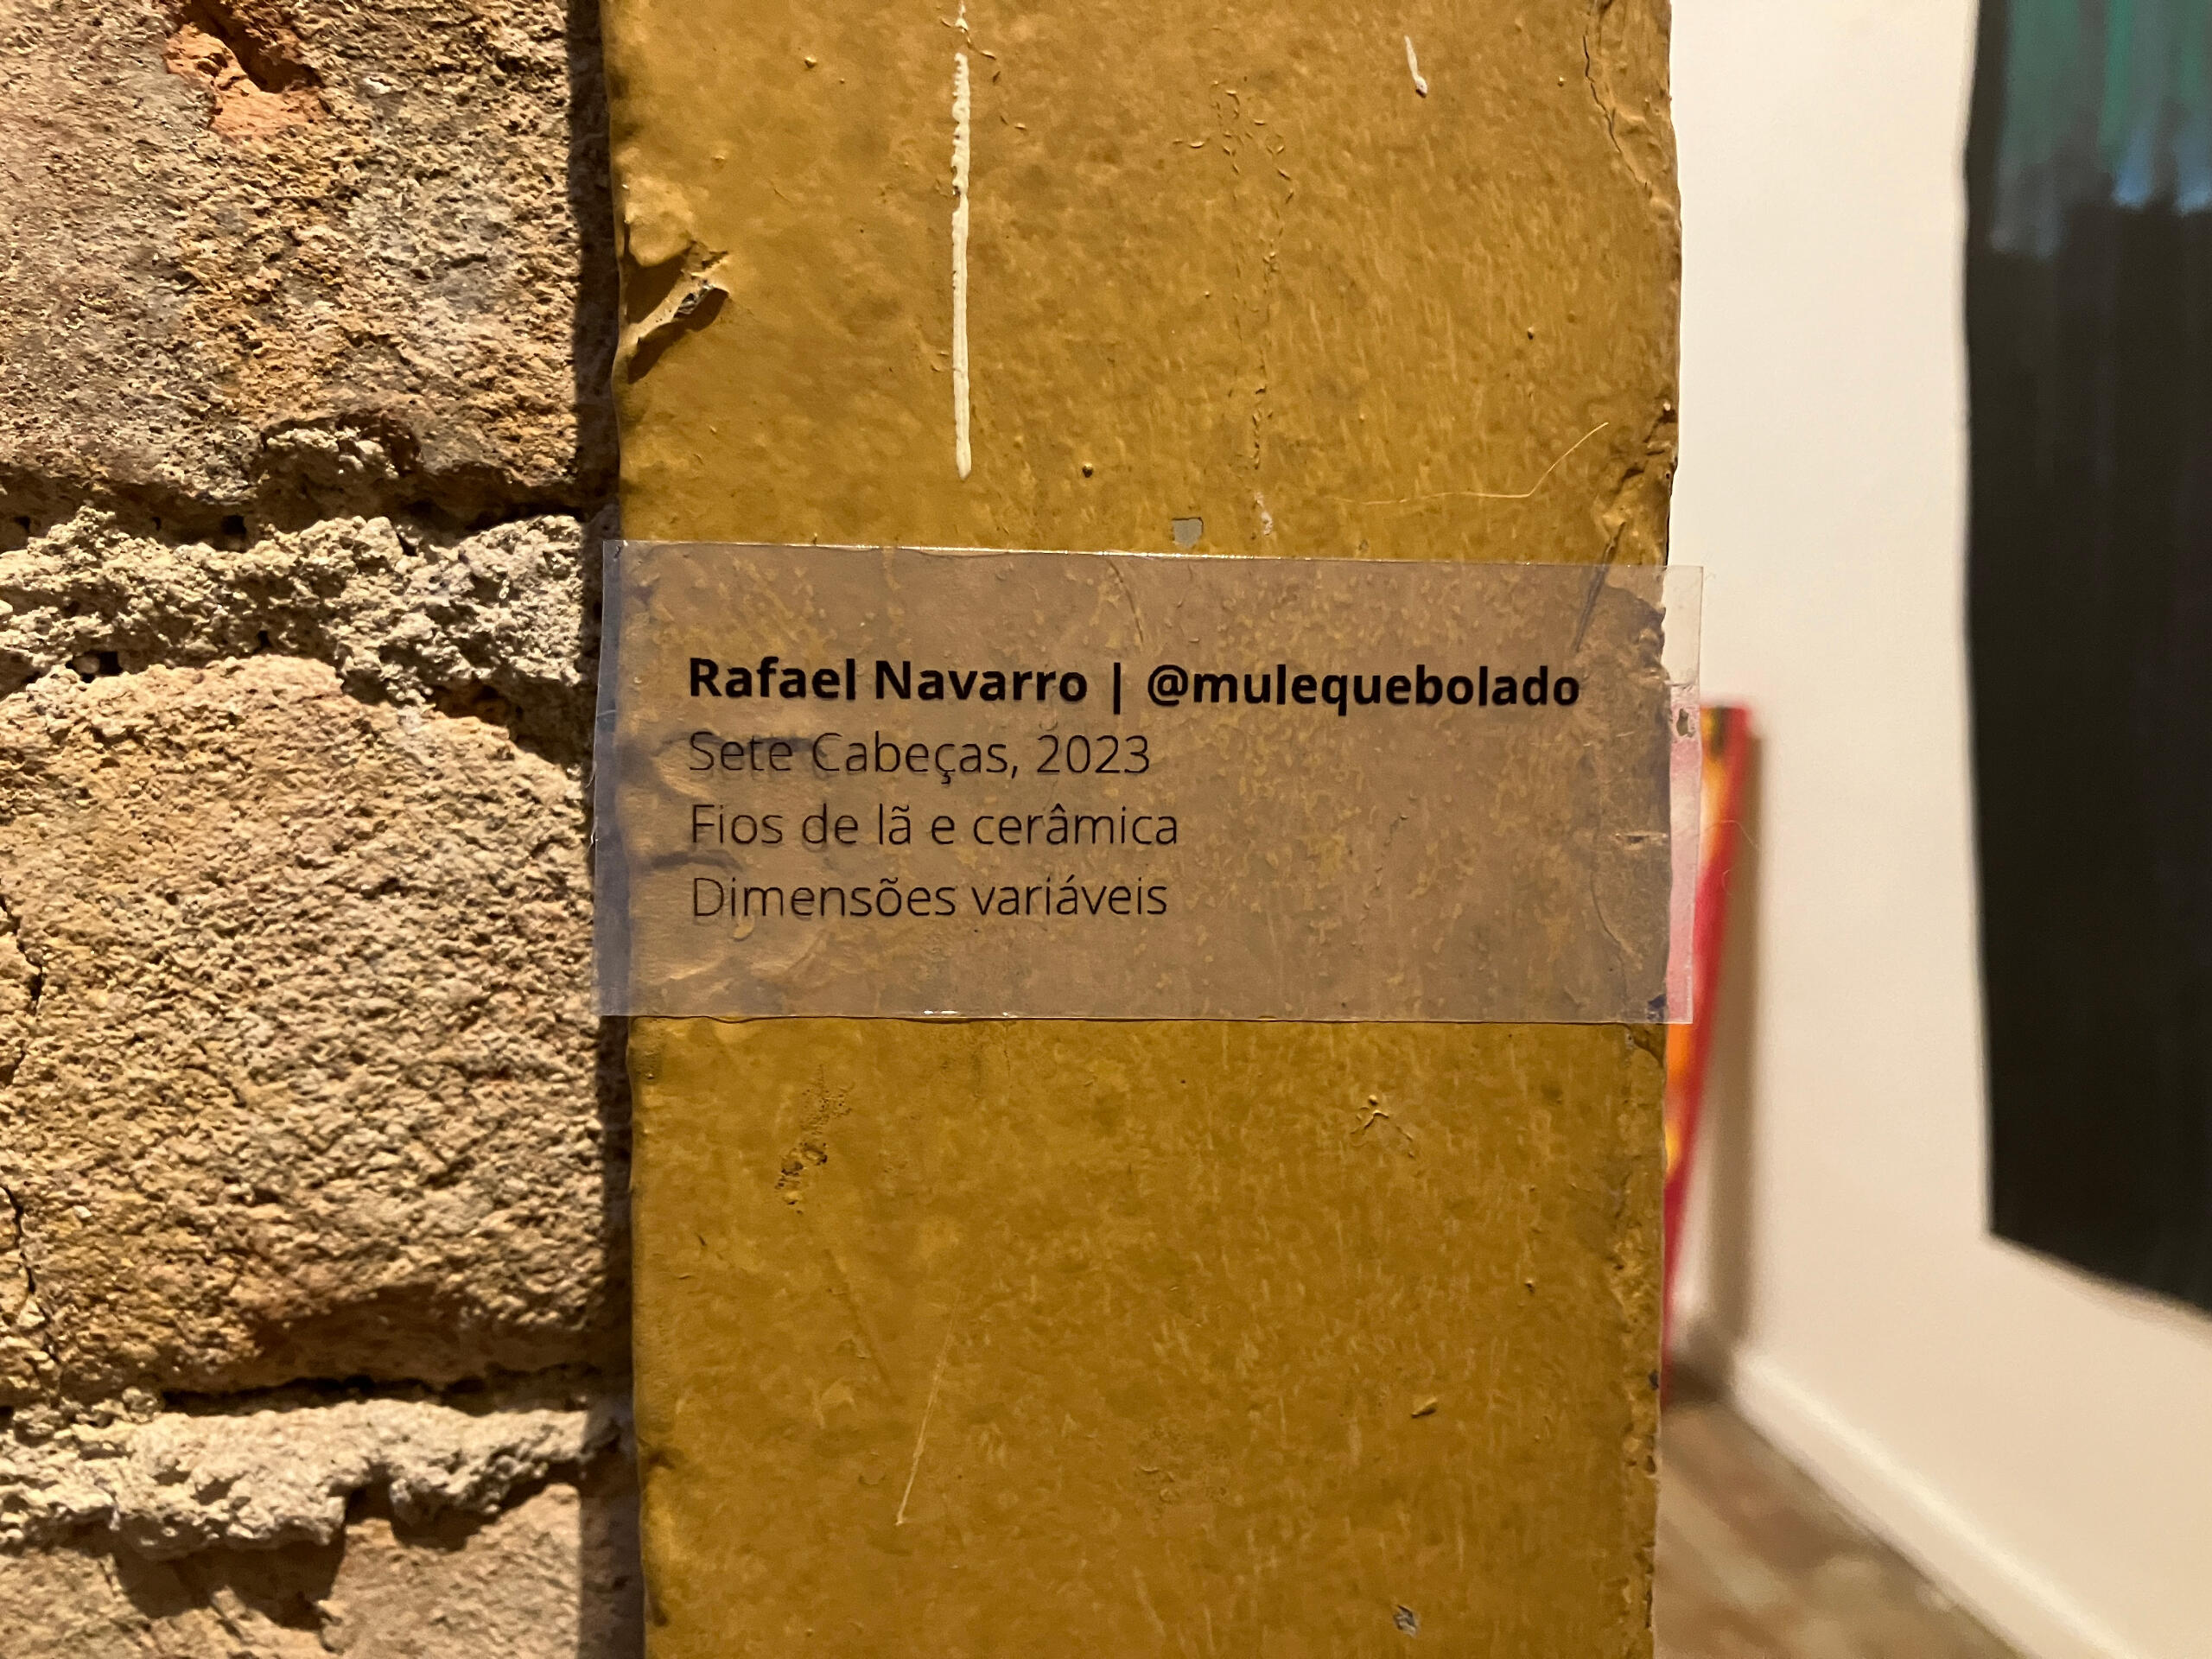 Rafael Navarro | @mulequebolado
Sete Cabeças, 2023
Fios de lã e cerâmica
Dimensões variáveis